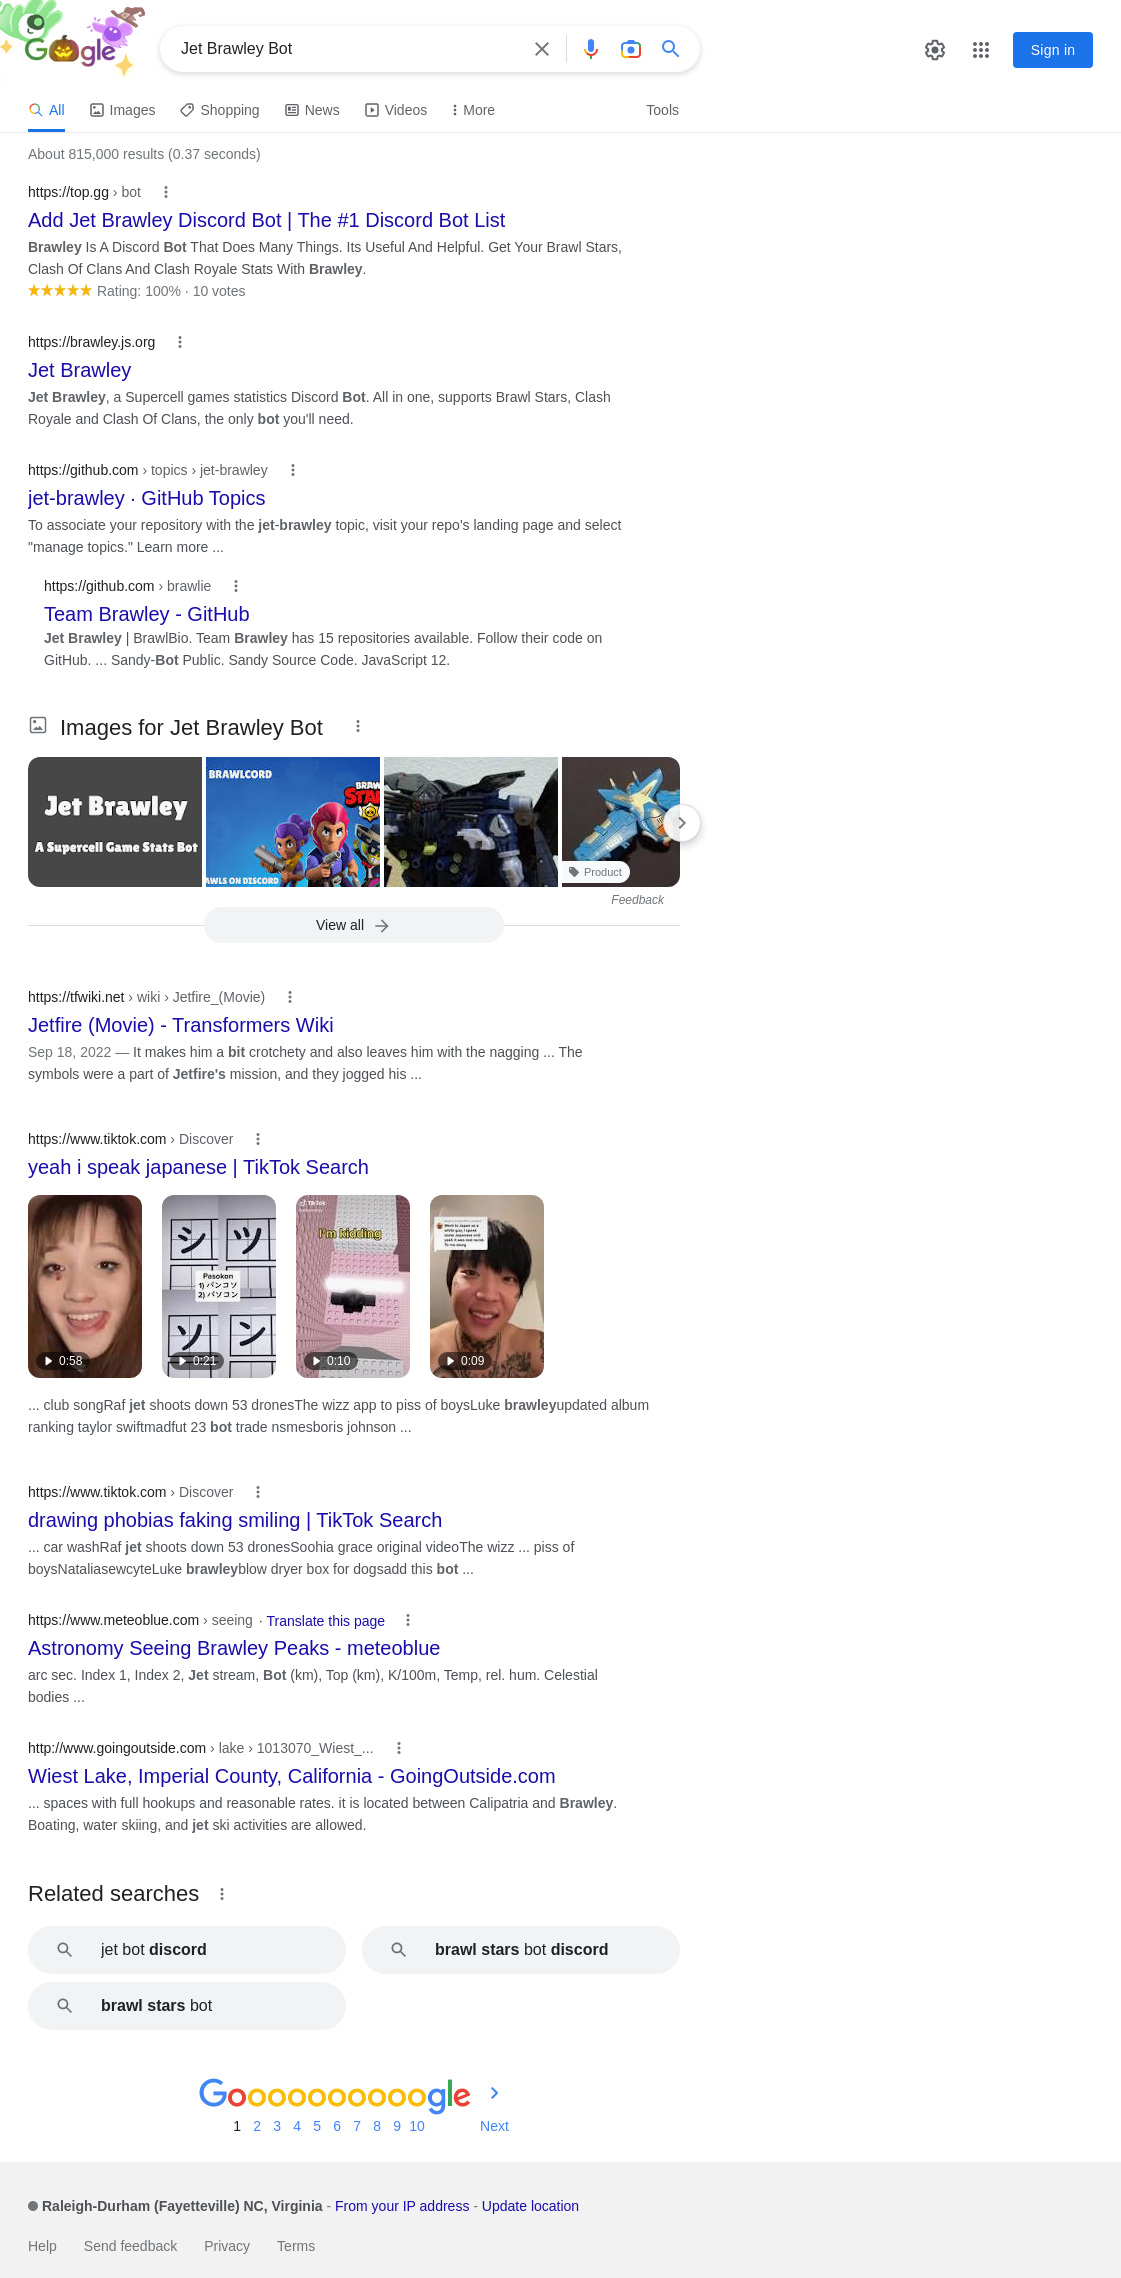 Google
Jet Brawley Bot
Sign in
All
Images
Shopping
News
Videos
More
Tools
About 815,000 results (0.37 seconds)
https://top.gg › bot
Add Jet Brawley Discord Bot | The #1 Discord Bot List
Brawley Is A Discord Bot That Does Many Things. Its Useful And Helpful. Get Your Brawl Stars,
Clash Of Clans And Clash Royale Stats With Brawley.
Rating: 100% · 10 votes
https://brawley.js.org
Jet Brawley
Jet Brawley, a Supercell games statistics Discord Bot. All in one, supports Brawl Stars, Clash
Royale and Clash Of Clans, the only bot you'll need.
https://github.com › topics › jet-brawley
jet-brawley · GitHub Topics
To associate your repository with the jet-brawley topic, visit your repo's landing page and select
"manage topics." Learn more ...
https://github.com › brawlie
Team Brawley - GitHub
Jet Brawley | BrawlBio. Team Brawley has 15 repositories available. Follow their code on
GitHub. ... Sandy-Bot Public. Sandy Source Code. JavaScript 12.
Images for Jet Brawley Bot
Jet Brawley
A Supercell Game Stats Bot
BRAWLCORD
BRAW
STA
AWLS ON DISCORD
Product
Feedback
View all
https://tfwiki.net › wiki › Jetfire_(Movie)
Jetfire (Movie) - Transformers Wiki
Sep 18, 2022 — It makes him a bit crotchety and also leaves him with the nagging ... The
symbols were a part of Jetfire's mission, and they jogged his ...
https://www.tiktok.com › Discover
yeah i speak japanese | TikTok Search
0:58
シ ツ
Pasokon
1) パンコソ
2) パソコン
ソ ン
0:21
TikTok
I'm kidding
0:10
0:09
... club songRaf jet shoots down 53 dronesThe wizz app to piss of boysLuke brawleyupdated album
ranking taylor swiftmadfut 23 bot trade nsmesboris johnson ...
https://www.tiktok.com › Discover
drawing phobias faking smiling | TikTok Search
... car washRaf jet shoots down 53 dronesSoohia grace original videoThe wizz ... piss of
boysNataliasewcyteLuke brawleyblow dryer box for dogsadd this bot ...
https://www.meteoblue.com › seeing · Translate this page
Astronomy Seeing Brawley Peaks - meteoblue
arc sec. Index 1, Index 2, Jet stream, Bot (km), Top (km), K/100m, Temp, rel. hum. Celestial
bodies ...
http://www.goingoutside.com › lake › 1013070_Wiest_...
Wiest Lake, Imperial County, California - GoingOutside.com
... spaces with full hookups and reasonable rates. it is located between Calipatria and Brawley.
Boating, water skiing, and jet ski activities are allowed.
Related searches
jet bot discord
brawl stars bot discord
brawl stars bot
Goooooooooogle
1 2 3 4 5 6 7 8 9 10 Next
Raleigh-Durham (Fayetteville) NC, Virginia - From your IP address - Update location
Help
Send feedback
Privacy
Terms